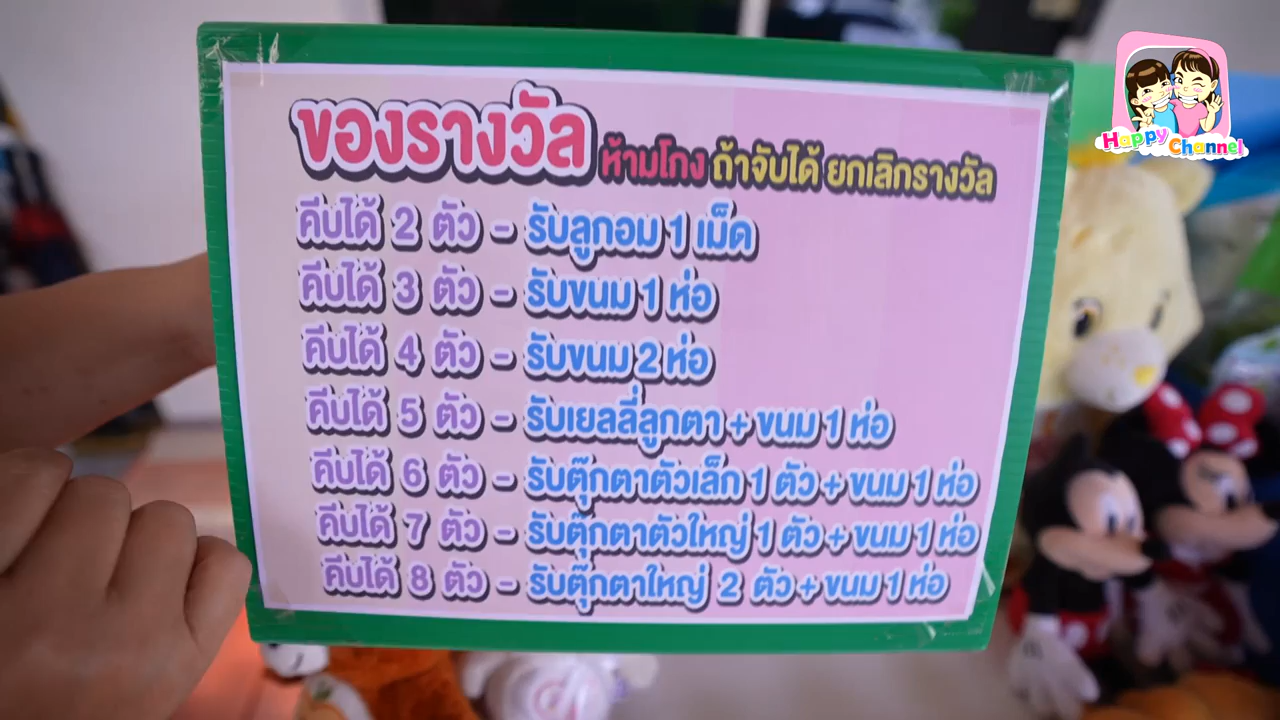 ของรางวัล ห้ามโกง ถ้าจับได้ ยกเลิกรางวัล
คีบได้ 2 ตัว - รับลูกอม 1 เม็ด
คีบได้ 3 ตัว - รับขนม 1 ห่อ
คีบได้ 4 ตัว - รับขนม 2 ห่อ
คีบได้ 5 ตัว - รับเยลลี่ลูกตา + ขนม 1 ห่อ
คีบได้ 6 ตัว - รับตุ๊กตาตัวเล็ก 1 ตัว + ขนม 1 ห่อ
คีบได้ 7 ตัว - รับตุ๊กตาตัวใหญ่ 1 ตัว + ขนม 1 ห่อ
คีบได้ 8 ตัว - รับตุ๊กตาใหญ่ 2 ตัว + ขนม 1 ห่อ
Happy Channel